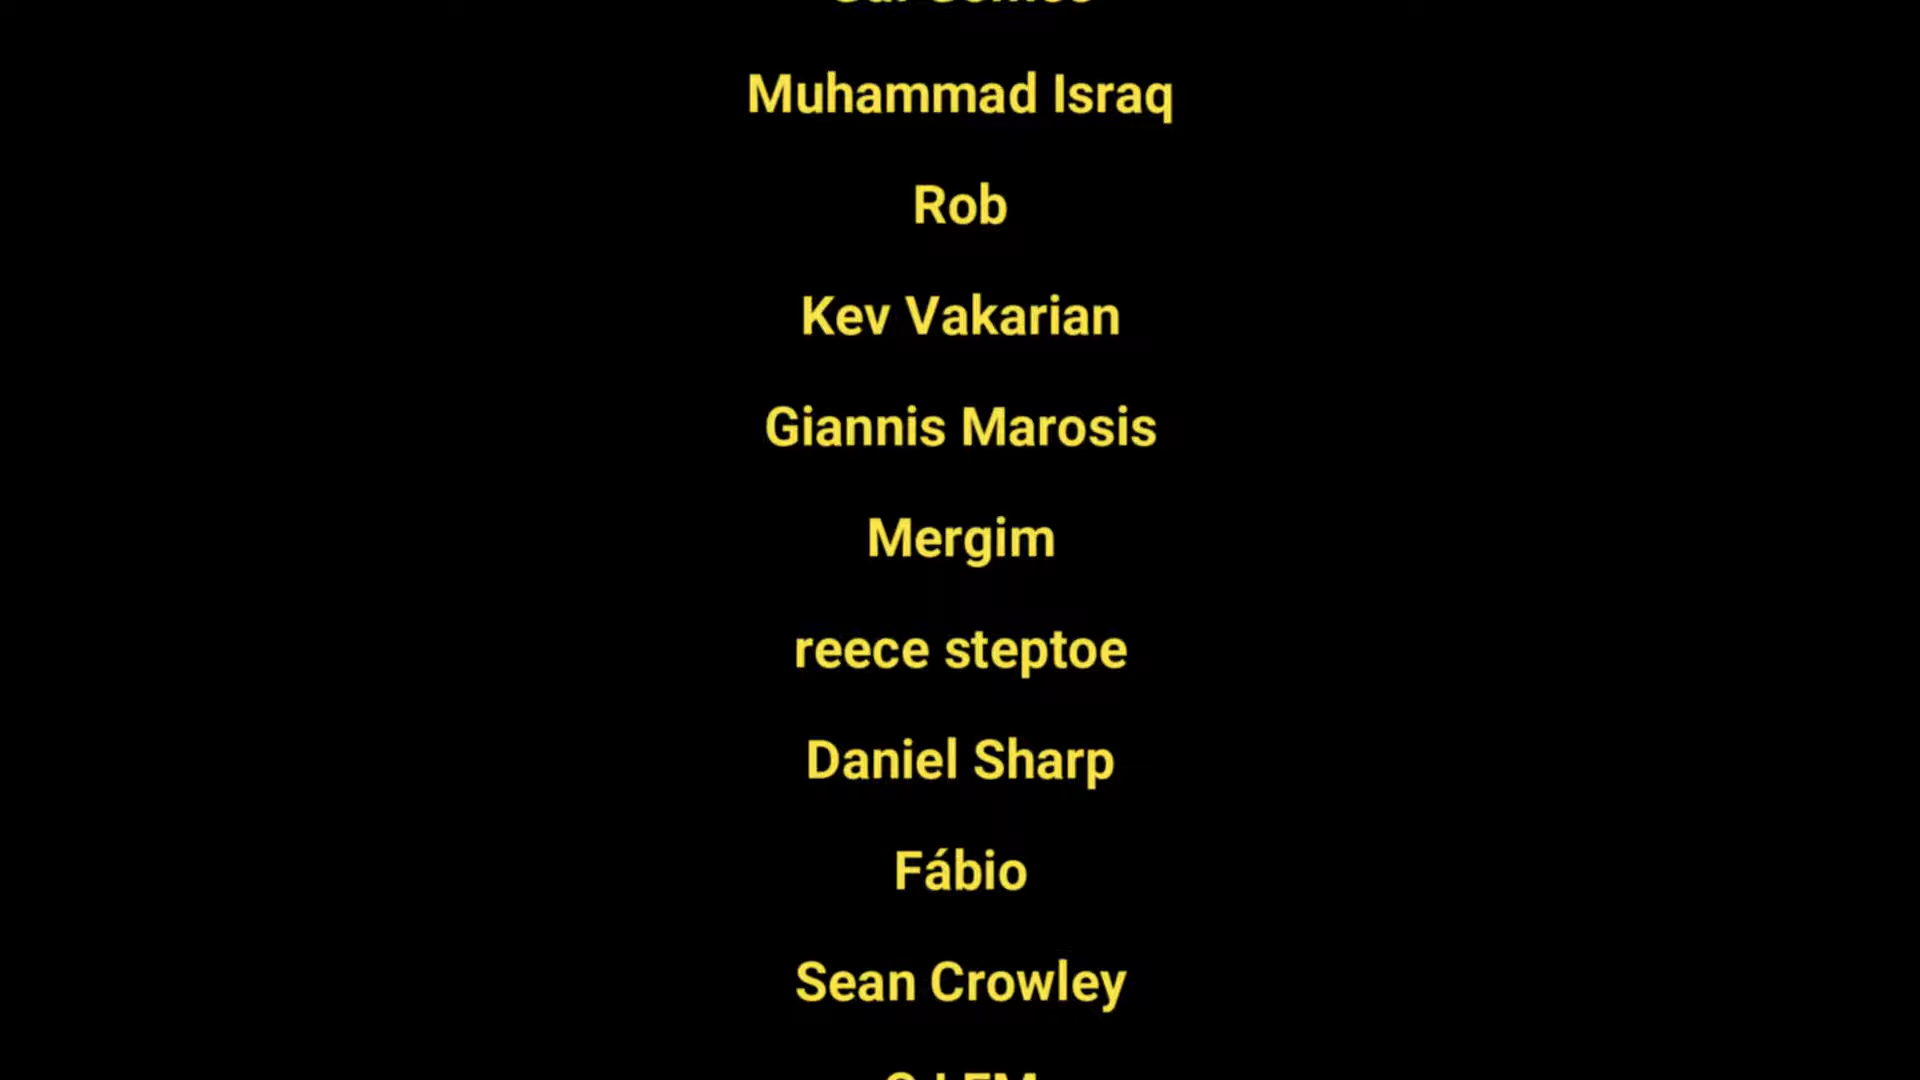 Muhammad Israq
Rob
Kev Vakarian
Giannis Marosis
Mergim
reece steptoe
Daniel Sharp
Fábio
Sean Crowley